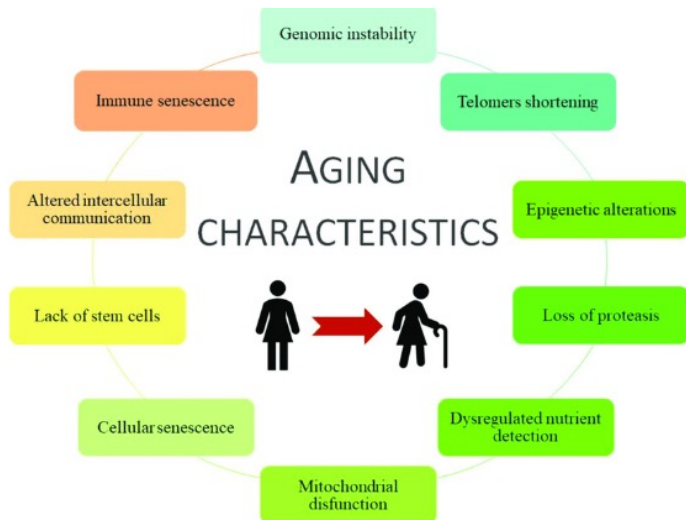 Genomic instability
Telomers shortening
Epigenetic alterations
Loss of proteasis
Dysregulated nutrient
detection
Mitochondrial
disfunction
Cellular senescence
Lack of stem cells
Altered intercellular
communication
Immune senescence
AGING
CHARACTERISTICS